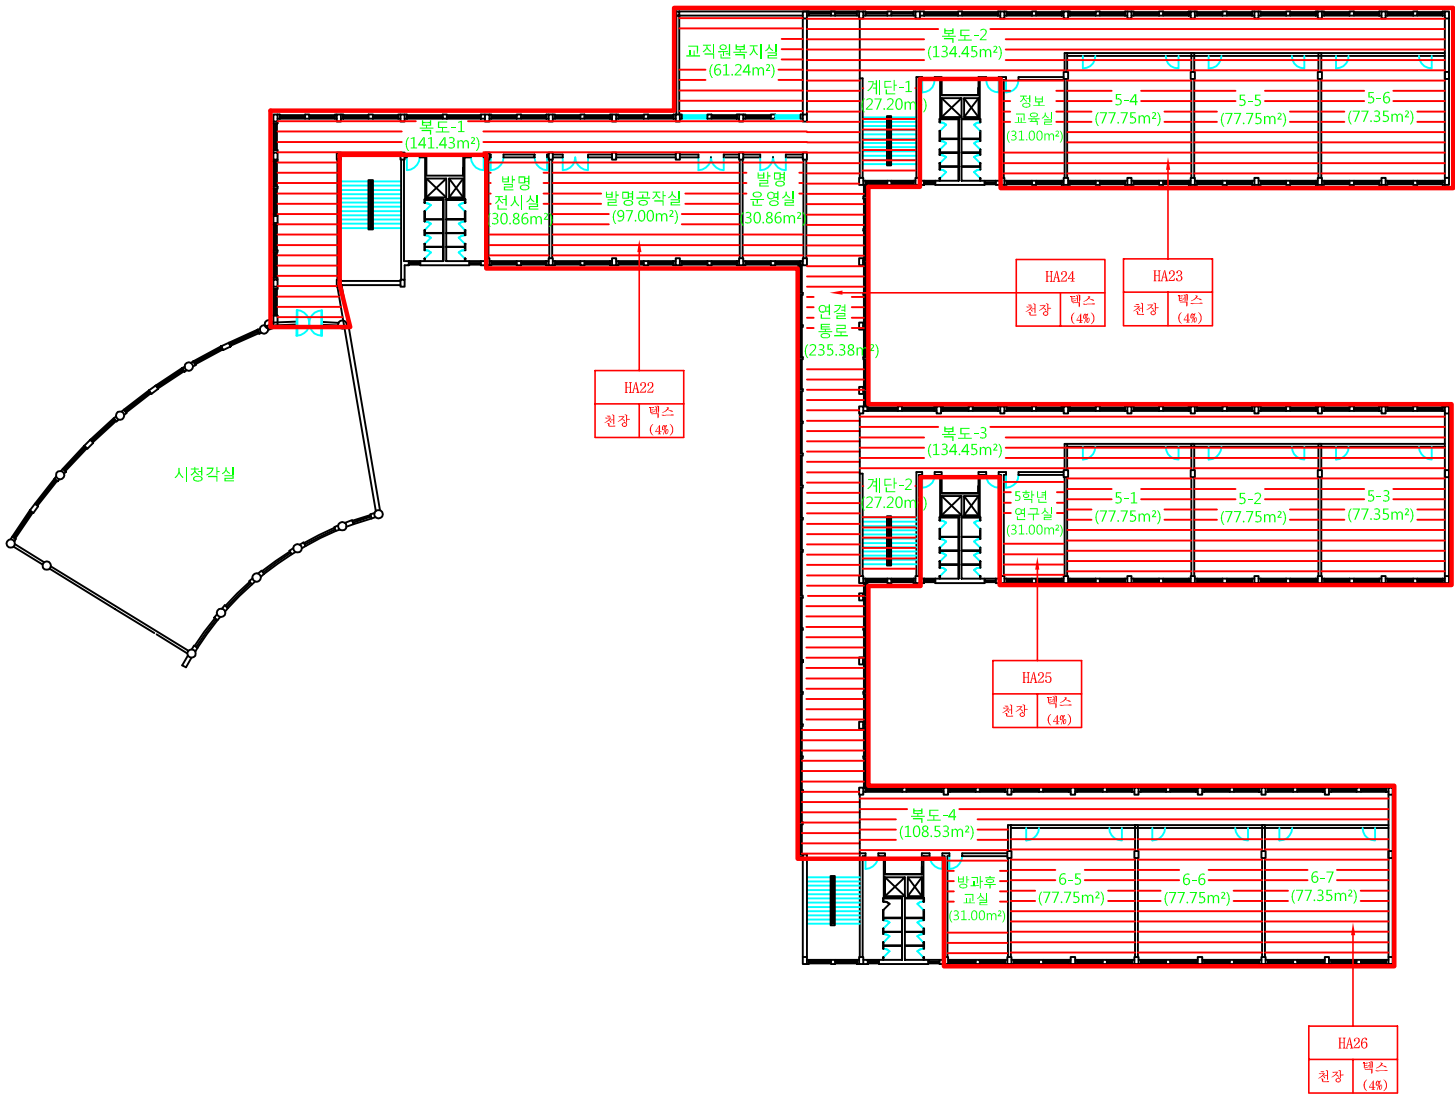 교직원복지실
(61.24m²)
복도-2
(134.45m²)
계단-1
(27.20m²)
정보
교육실
(31.00m²)
5-4
(77.75m²)
5-5
(77.75m²)
5-6
(77.35m²)
복도-1
(141.43m²)
발명
전시실
(30.86m²)
발명공작실
(97.00m²)
발명
운영실
(30.86m²)
HA24
천장
텍스
(4%)
HA23
천장
텍스
(4%)
연결
통로
(235.38m²)
HA22
천장
텍스
(4%)
시청각실
복도-3
(134.45m²)
계단-2
(27.20m²)
5학년
연구실
(31.00m²)
5-1
(77.75m²)
5-2
(77.75m²)
5-3
(77.35m²)
HA25
천장
텍스
(4%)
복도-4
(108.53m²)
방과후
교실
(31.00m²)
6-5
(77.75m²)
6-6
(77.75m²)
6-7
(77.35m²)
HA26
천장
텍스
(4%)